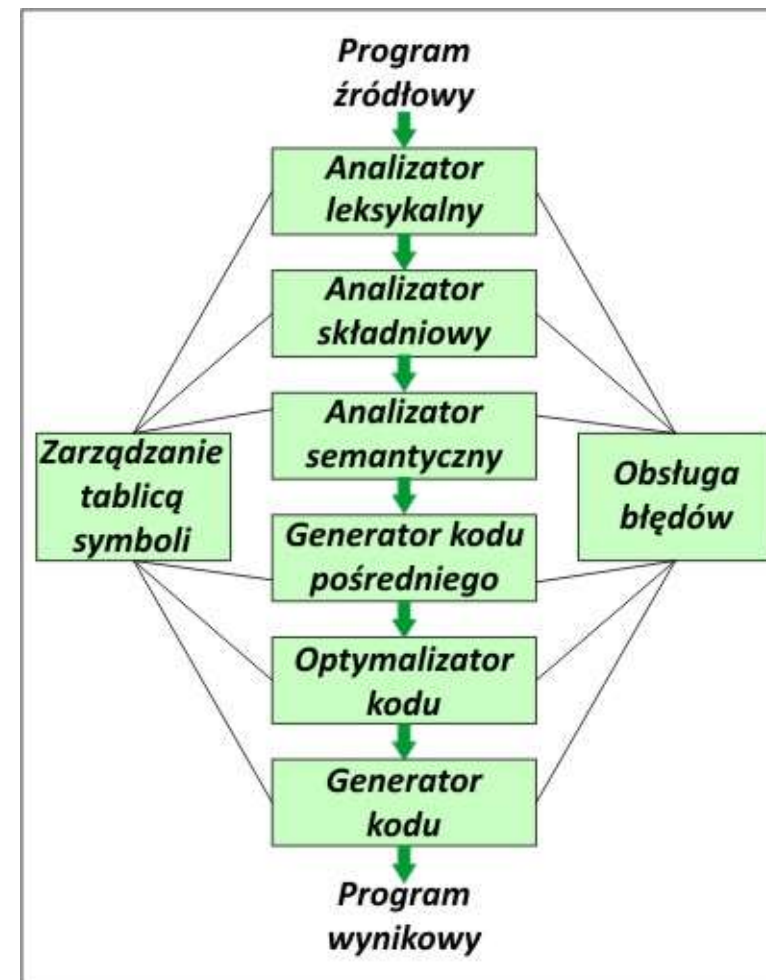 Program
źródłowy
Analizator
leksykalny
Analizator
składniowy
Analizator
semantyczny
Zarządzanie
tablicą
symboli
Obsługa
błędów
Generator kodu
pośredniego
Optymalizator
kodu
Generator
kodu
Program
wynikowy